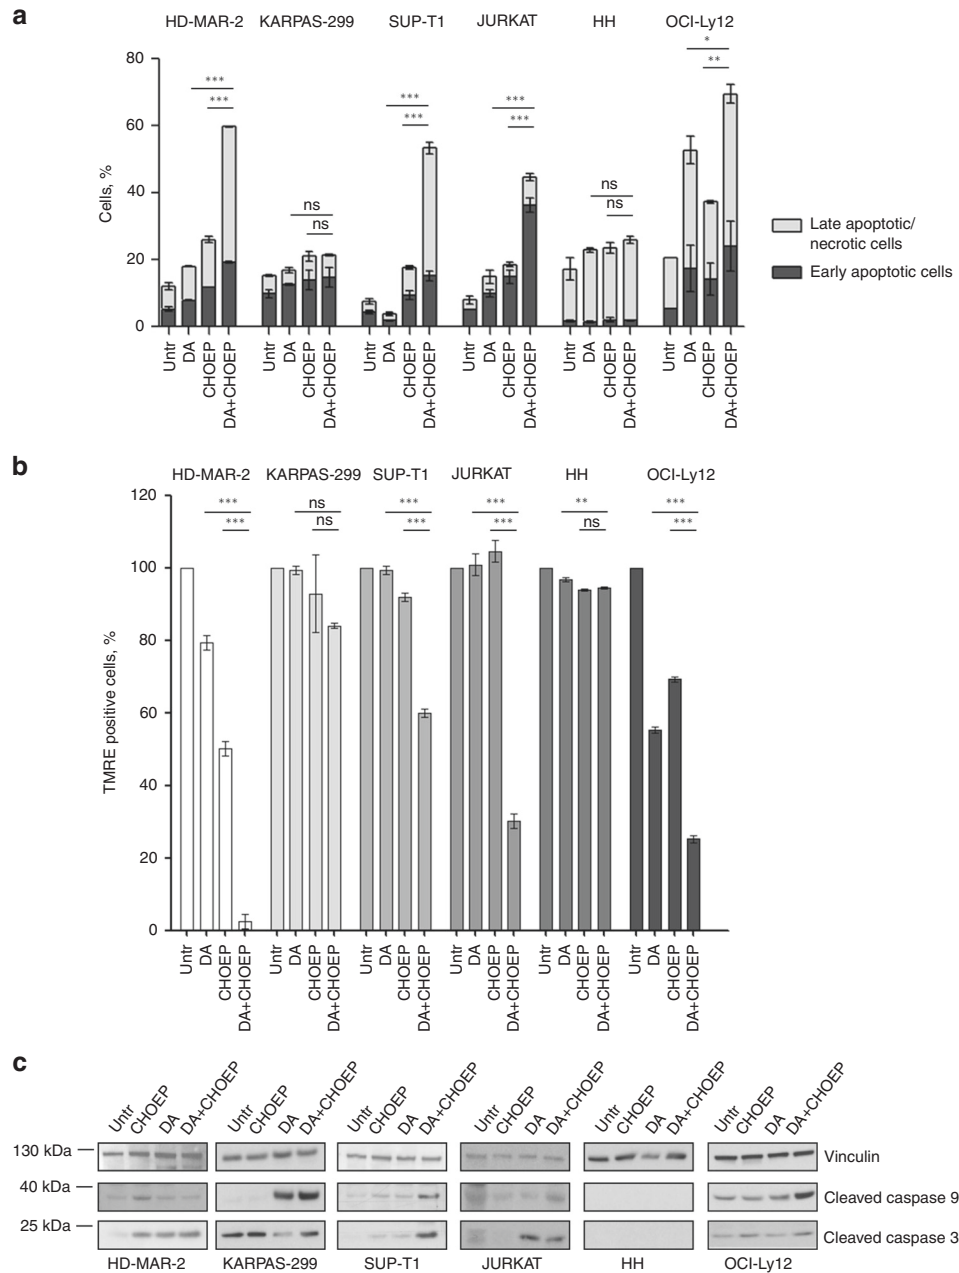 a
HD-MAR-2 KARPAS-299 SUP-T1 JURKAT HH OCI-Ly12
Cells, %
80
60
40
20
0
*** *** ns ns *** *** *** *** ns ns * **
Late apoptotic/
necrotic cells
Early apoptotic cells
Untr DA CHOEP DA+CHOEP Untr DA CHOEP DA+CHOEP Untr DA CHOEP DA+CHOEP Untr DA CHOEP DA+CHOEP Untr DA CHOEP DA+CHOEP Untr DA CHOEP DA+CHOEP
b
HD-MAR-2 KARPAS-299 SUP-T1 JURKAT HH OCI-Ly12
TMRE positive cells, %
120
100
80
60
40
20
0
*** *** ns ns *** *** *** *** ** ns *** ***
Untr DA CHOEP DA+CHOEP Untr DA CHOEP DA+CHOEP Untr DA CHOEP DA+CHOEP Untr DA CHOEP DA+CHOEP Untr DA CHOEP DA+CHOEP Untr DA CHOEP DA+CHOEP
c
Untr CHOEP DA DA+CHOEP Untr CHOEP DA DA+CHOEP Untr CHOEP DA DA+CHOEP Untr CHOEP DA DA+CHOEP Untr CHOEP DA DA+CHOEP Untr CHOEP DA DA+CHOEP
130 kDa Vinculin
40 kDa Cleaved caspase 9
25 kDa Cleaved caspase 3
HD-MAR-2 KARPAS-299 SUP-T1 JURKAT HH OCI-Ly12